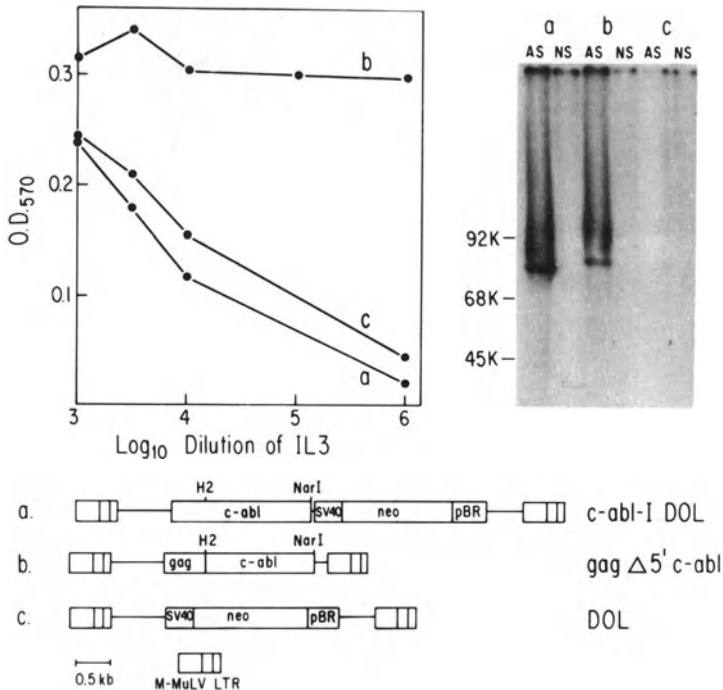 a b c
AS NS AS NS AS NS
O.D.570
0.3
0.2
0.1
b
c
a
3 4 5 6
Log10 Dilution of IL3
92K
68K
45K
H2 NarI
a. c-abl SV40 neo pBR c-abl-I DOL
H2 NarI
b. gag c-abl gag Δ5' c-abl
c. SV40 neo pBR DOL
0.5 kb
M-MuLV LTR